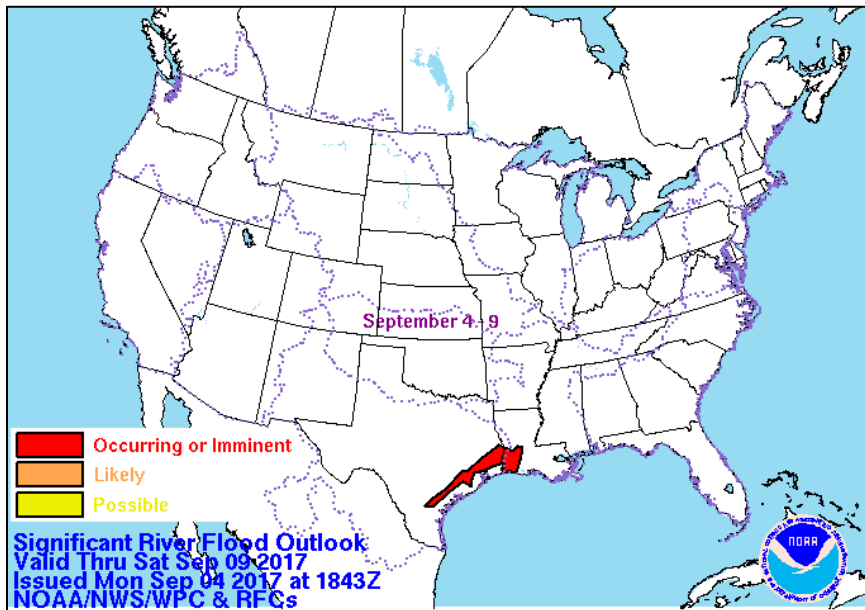 September 4 - 9
Occurring or Imminent
Likely
Possible
Significant River Flood Outlook
Valid Thru Sat Sep 09 2017
Issued Mon Sep 04 2017 at 1843Z
NOAA/NWS/WPC & RFCs
NOAA